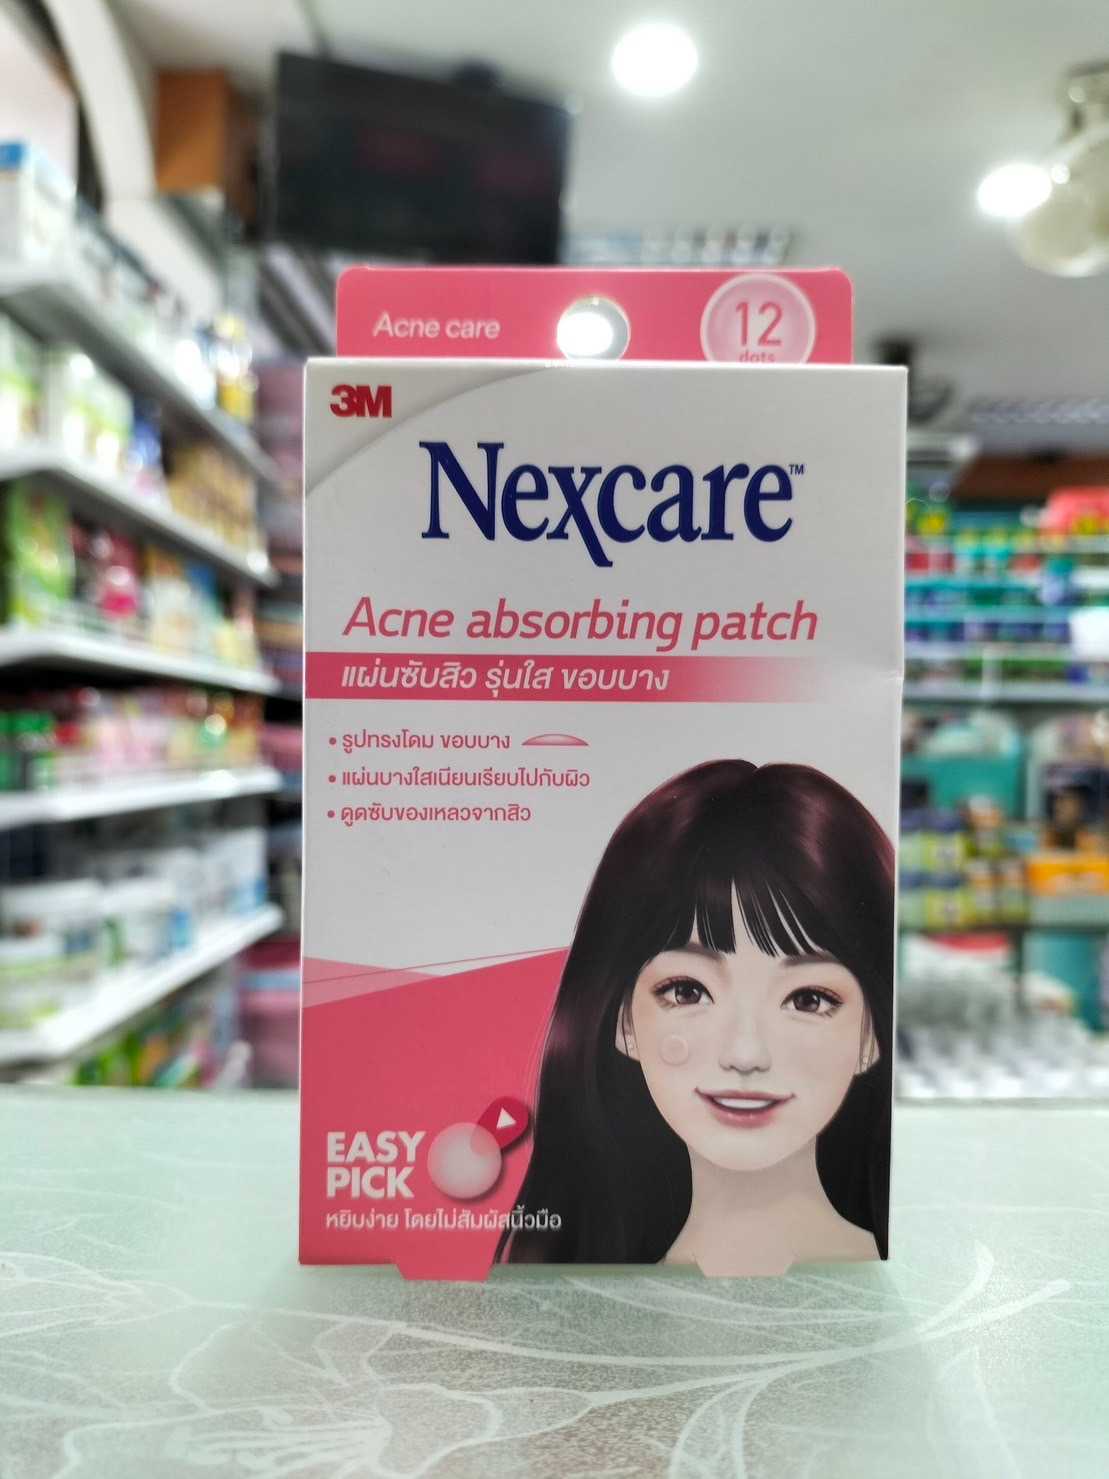 Acne care
12
dots
3M
Nexcare™
Acne absorbing patch
แผ่นซับสิว รุ่นใส ขอบบาง
• รูปทรงโดม ขอบบาง
• แผ่นบางใสเนียนเรียบไปกับผิว
• ดูดซับของเหลวจากสิว
EASY
PICK
หยิบง่าย โดยไม่สัมผัสนิ้วมือ